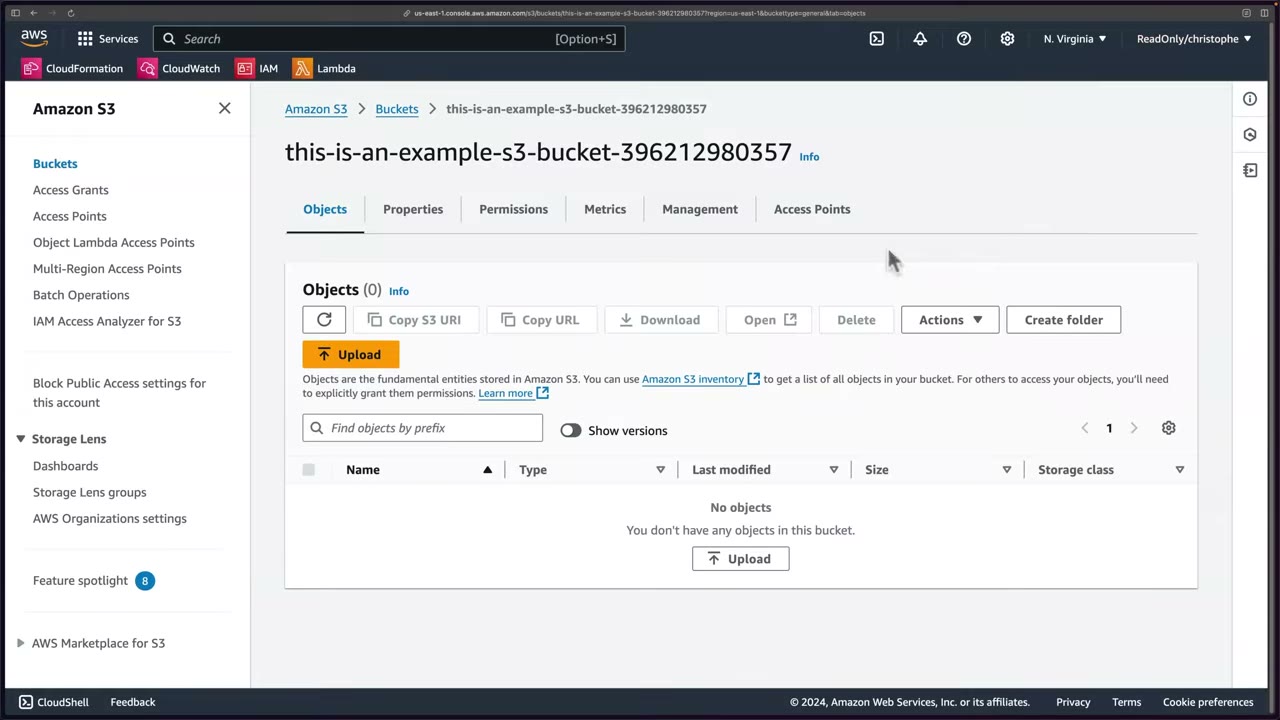 us-east-1.console.aws.amazon.com/s3/buckets/this-is-an-example-s3-bucket-396212980357?region=us-east-1&buckettype=general&tab=objects
aws Services Search [Option+S] N. Virginia ReadOnly/christophe
CloudFormation CloudWatch IAM Lambda
Amazon S3
Buckets
Access Grants
Access Points
Object Lambda Access Points
Multi-Region Access Points
Batch Operations
IAM Access Analyzer for S3
Block Public Access settings for
this account
Storage Lens
Dashboards
Storage Lens groups
AWS Organizations settings
Feature spotlight 8
AWS Marketplace for S3
Amazon S3 Buckets this-is-an-example-s3-bucket-396212980357
this-is-an-example-s3-bucket-396212980357 Info
Objects Properties Permissions Metrics Management Access Points
Objects (0) Info
Copy S3 URI Copy URL Download Open Delete Actions Create folder
Upload
Objects are the fundamental entities stored in Amazon S3. You can use Amazon S3 inventory to get a list of all objects in your bucket. For others to access your objects, you'll need
to explicitly grant them permissions. Learn more
Find objects by prefix Show versions 1
Name Type Last modified Size Storage class
No objects
You don't have any objects in this bucket.
Upload
CloudShell Feedback © 2024, Amazon Web Services, Inc. or its affiliates. Privacy Terms Cookie preferences